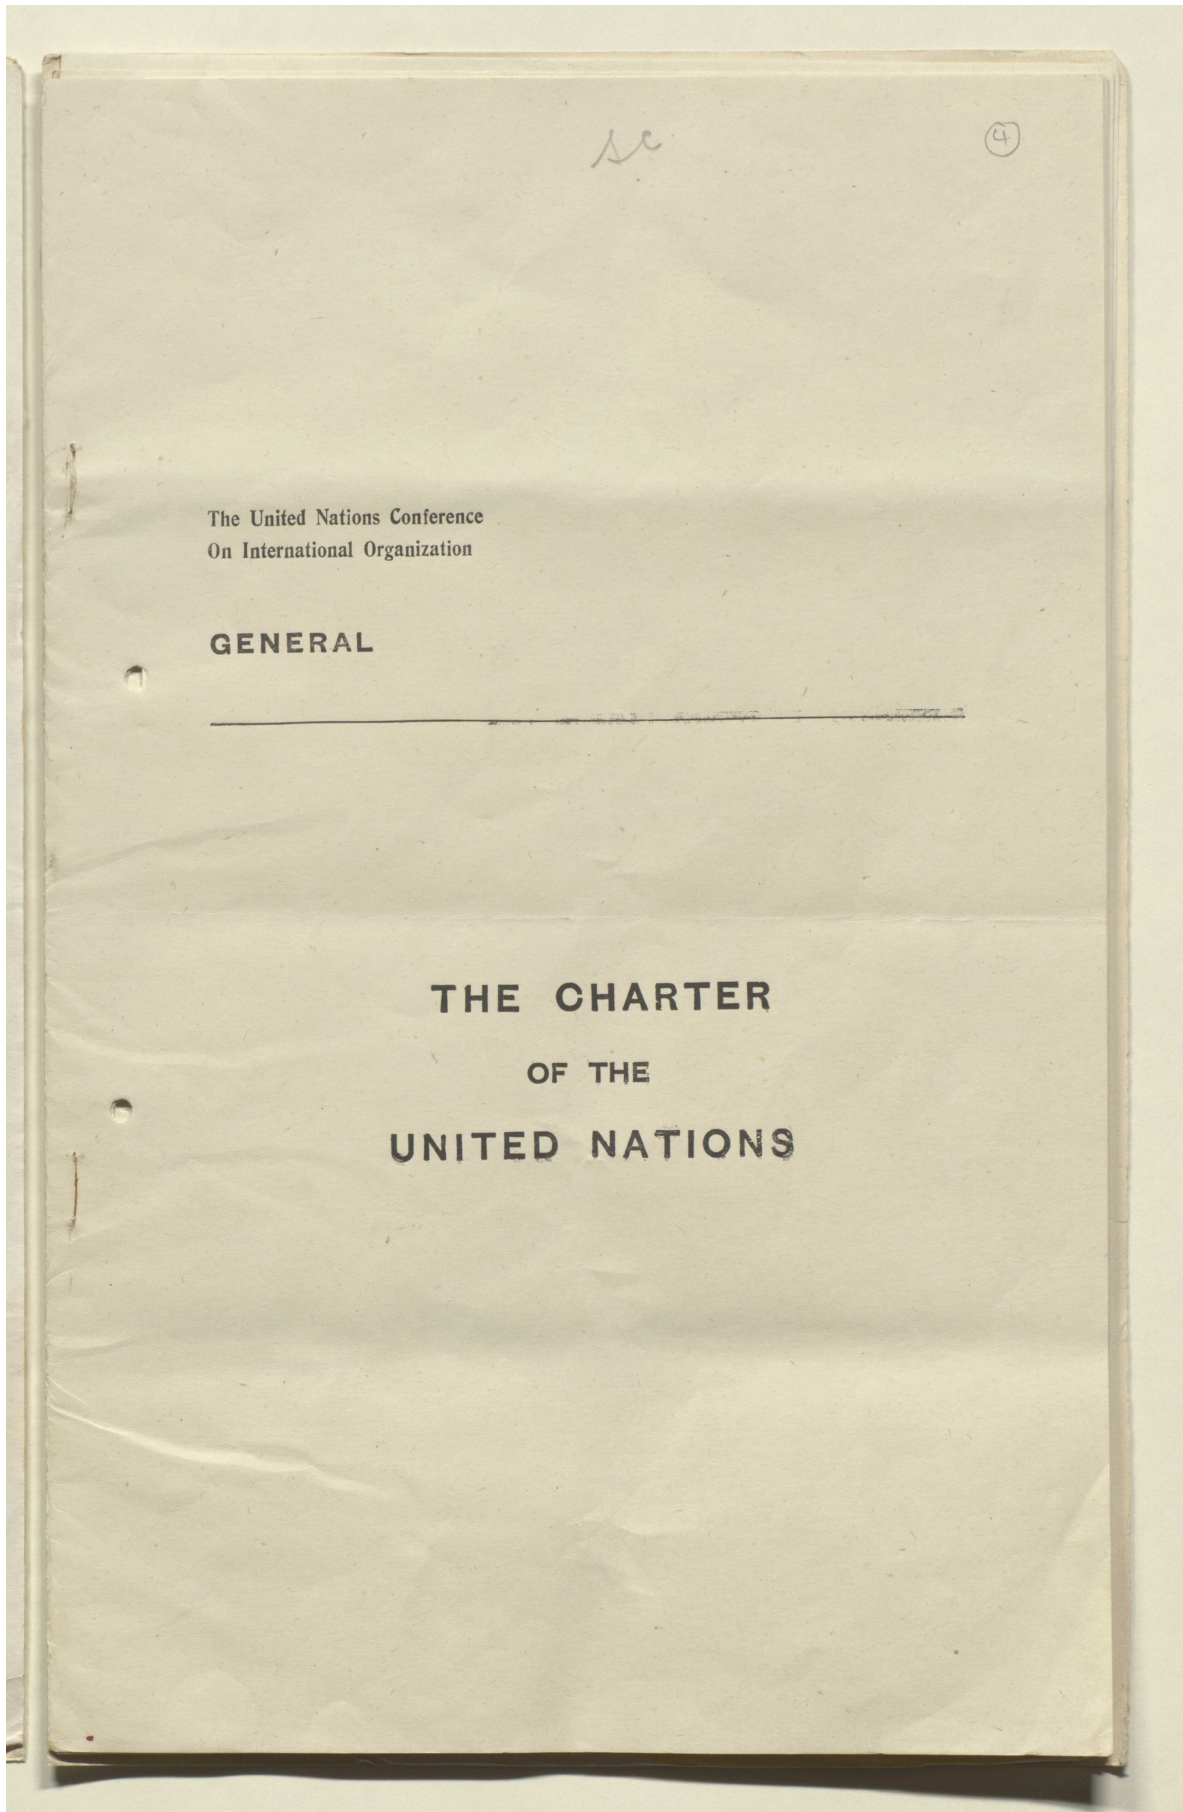 sc
4
The United Nations Conference
On International Organization
GENERAL
THE CHARTER
OF THE
UNITED NATIONS